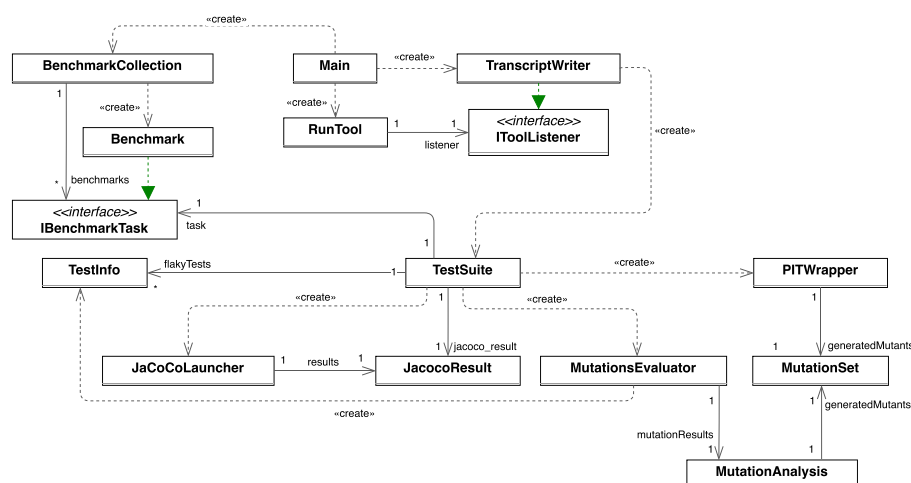 «create»
BenchmarkCollection
Main
«create»
TranscriptWriter
1
«create»
«create»
Benchmark
RunTool
1
1
listener
<<interface>>
IToolListener
«create»
*
benchmarks
<<interface>>
IBenchmarkTask
1
task
1
TestInfo
flakyTests
*
1
TestSuite
«create»
PITWrapper
«create»
1
«create»
1
1
jacoco_result
1
generatedMutants
JaCoCoLauncher
1
results
1
JacocoResult
MutationsEvaluator
MutationSet
«create»
1
1
generatedMutants
mutationResults
1
1
MutationAnalysis